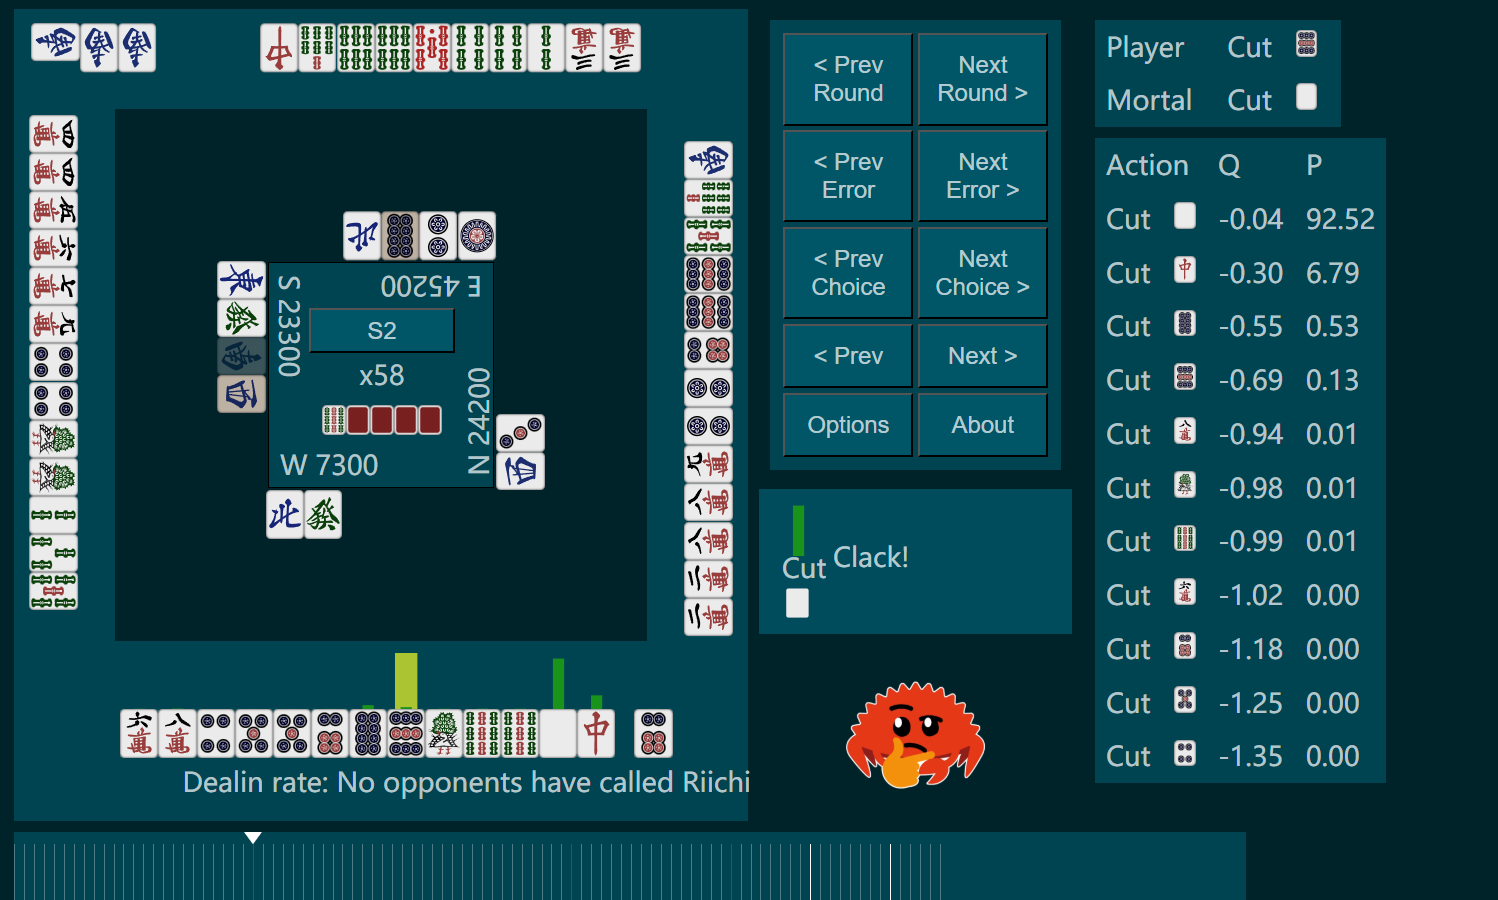 < Prev Round
Next Round >
< Prev Error
Next Error >
< Prev Choice
Next Choice >
< Prev
Next >
Options
About
Player Cut
Mortal Cut
Action Q P
Cut -0.04 92.52
Cut -0.30 6.79
Cut -0.55 0.53
Cut -0.69 0.13
Cut -0.94 0.01
Cut -0.98 0.01
Cut -0.99 0.01
Cut -1.02 0.00
Cut -1.18 0.00
Cut -1.25 0.00
Cut -1.35 0.00
E 45200
S 23300
S2
x58
N 24200
W 7300
Cut
Clack!
Dealin rate: No opponents have called Riichi